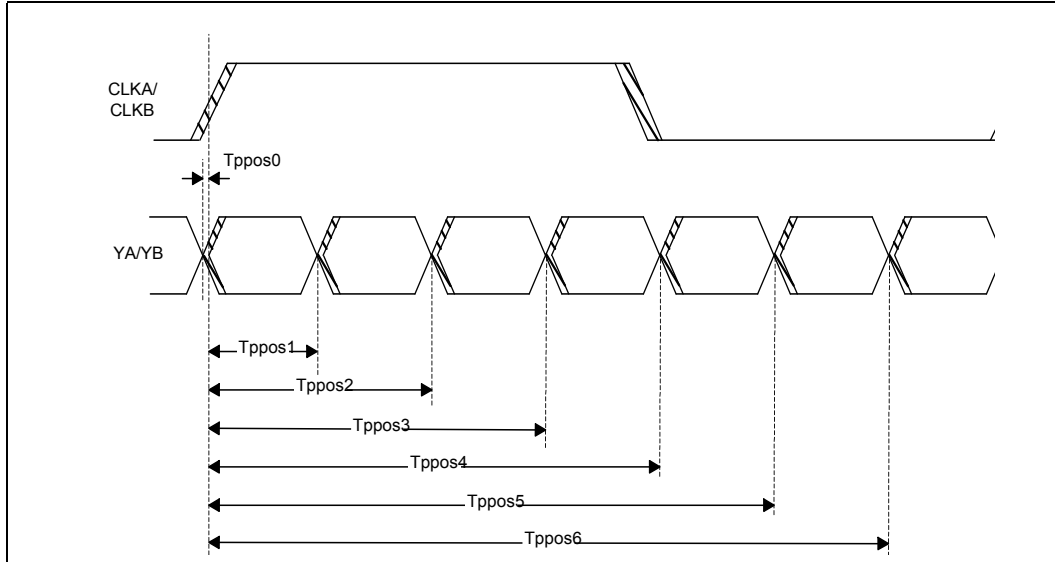 CLKA/
CLKB
Tppos0
YA/YB
Tppos1
Tppos2
Tppos3
Tppos4
Tppos5
Tppos6